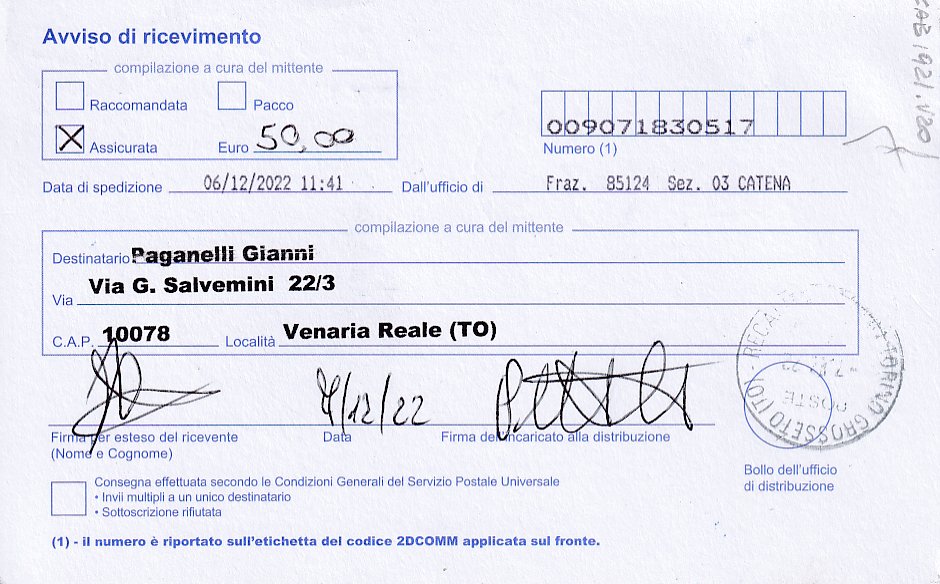 Avviso di ricevimento
compilazione a cura del mittente
Raccomandata Pacco
X Assicurata Euro 50,00
009071830517
Numero (1)
Data di spedizione 06/12/2022 11:41 Dall'ufficio di Fraz. 85124 Sez. 03 CATENA
compilazione a cura del mittente
Destinatario Paganelli Gianni
Via Via G. Salvemini 22/3
C.A.P. 10078 Località Venaria Reale (TO)
7/12/22
Firma per esteso del ricevente Data Firma dell'incaricato alla distribuzione
(Nome e Cognome)
TORINO GROSSETO (TO) - RECA
POSTE
Bollo dell'ufficio
di distribuzione
Consegna effettuata secondo le Condizioni Generali del Servizio Postale Universale
• Invii multipli a un unico destinatario
• Sottoscrizione rifiutata
(1) - il numero è riportato sull'etichetta del codice 2DCOMM applicata sul fronte.